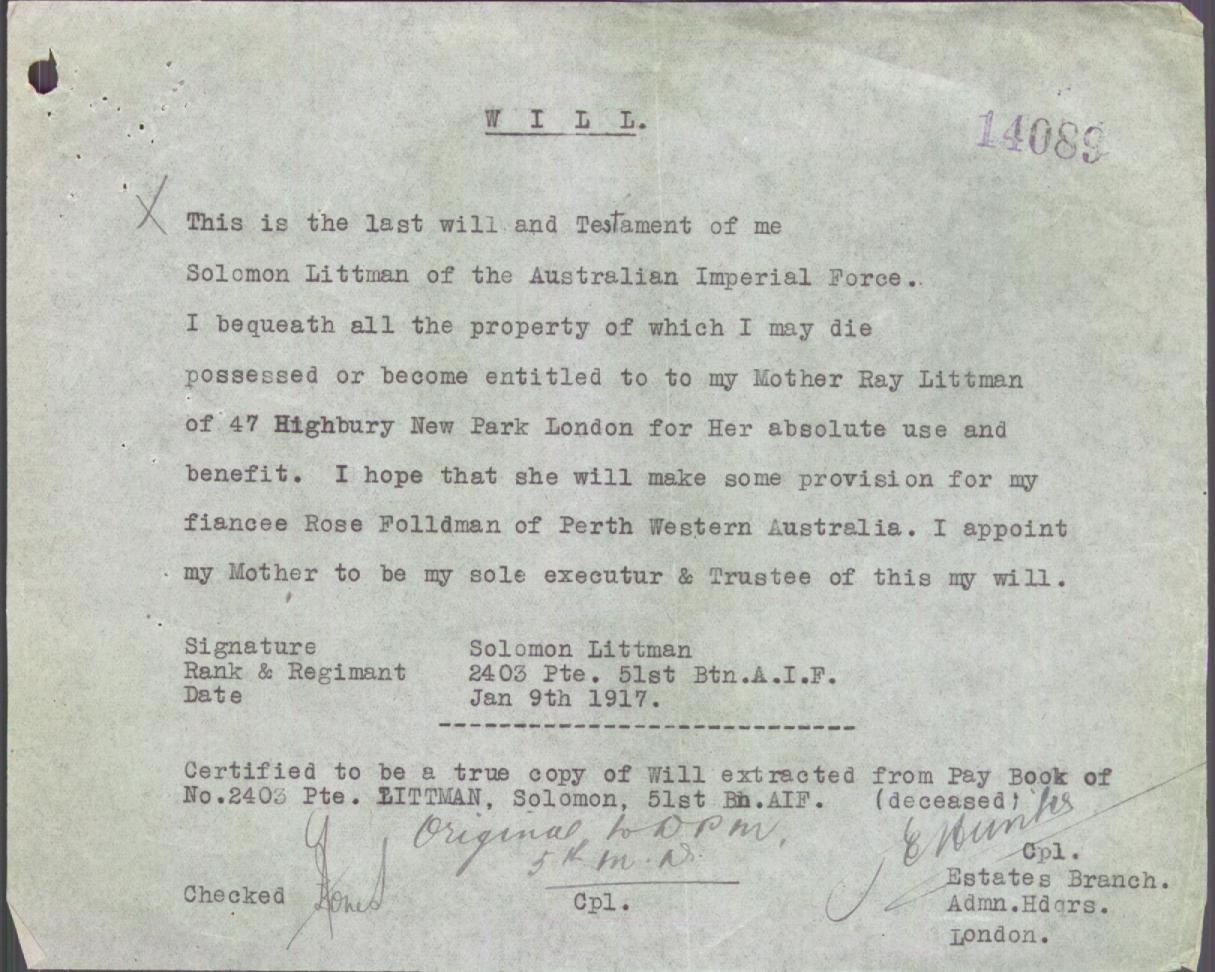 W I L L.
14089
X This is the last will and Testament of me
Solomon Littman of the Australian Imperial Force.
I bequeath all the property of which I may die
possessed or become entitled to to my Mother Ray Littman
of 47 Highbury New Park London for Her absolute use and
benefit. I hope that she will make some provision for my
fiancee Rose Folldman of Perth Western Australia. I appoint
my Mother to be my sole executur & Trustee of this my will.
Signature Solomon Littman
Rank & Regimant 2403 Pte. 51st Btn.A.I.F.
Date Jan 9th 1917.
---------------------------
Certified to be a true copy of Will extracted from Pay Book of
No.2403 Pte. LITTMAN, Solomon, 51st Bn.AIF. (deceased)
Original to D P M.
5th M. D.
Cpl.
Estates Branch.
Checked Cpl.
Admn.Hdqrs.
London.